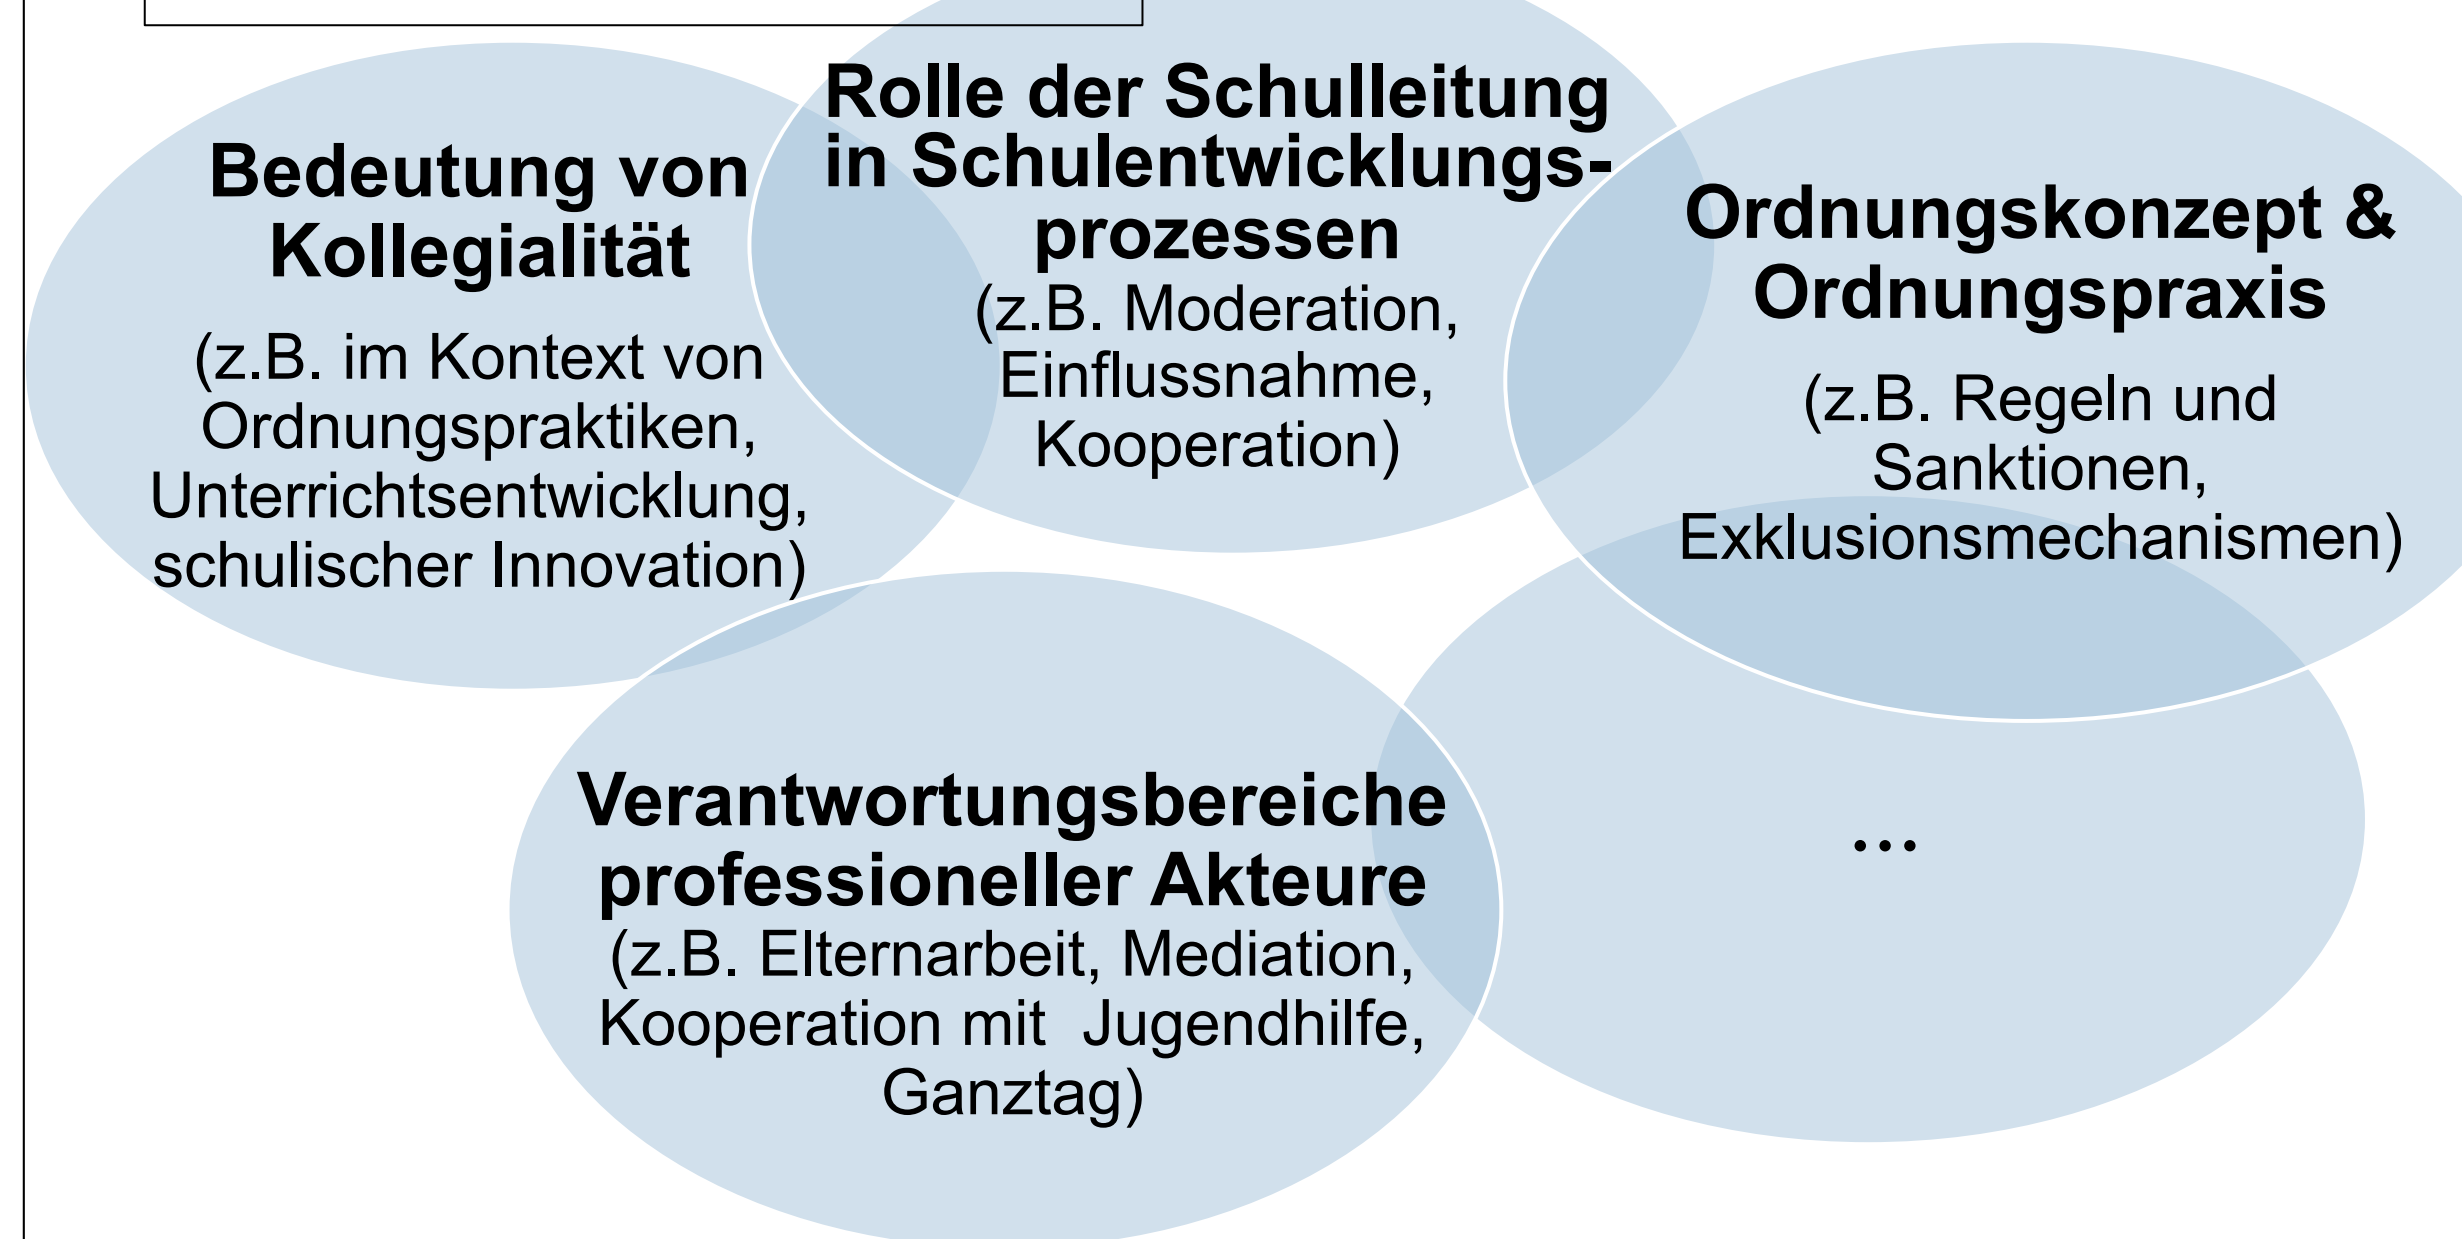 Bedeutung von
Kollegialität
(z.B. im Kontext von
Ordnungspraktiken,
Unterrichtsentwicklung,
schulischer Innovation)
Rolle der Schulleitung
in Schulentwicklungs-
prozessen
(z.B. Moderation,
Einflussnahme,
Kooperation)
Ordnungskonzept &
Ordnungspraxis
(z.B. Regeln und
Sanktionen,
Exklusionsmechanismen)
Verantwortungsbereiche
professioneller Akteure
(z.B. Elternarbeit, Mediation,
Kooperation mit  Jugendhilfe,
Ganztag)
...